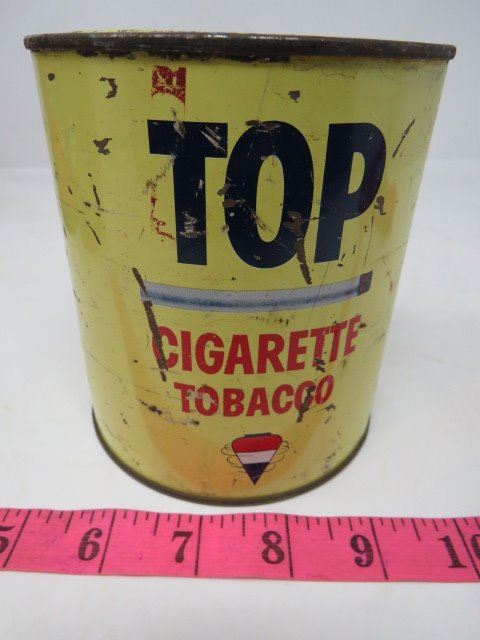 TOP
CIGARETTE
TOBACCO
5 6 7 8 9 10